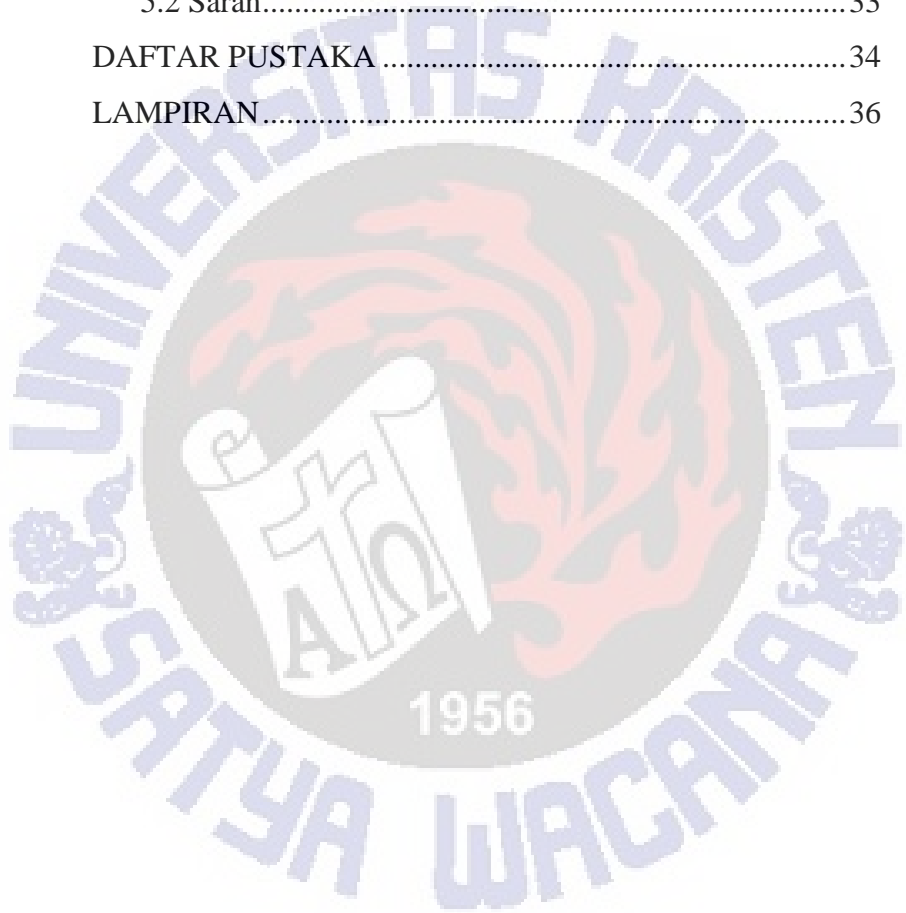 5.2 Saran.......................................................................33
DAFTAR PUSTAKA .........................................................34
LAMPIRAN.......................................................................36
UNIVERSITAS KRISTEN
Α Ω
1956
SATYA WACANA